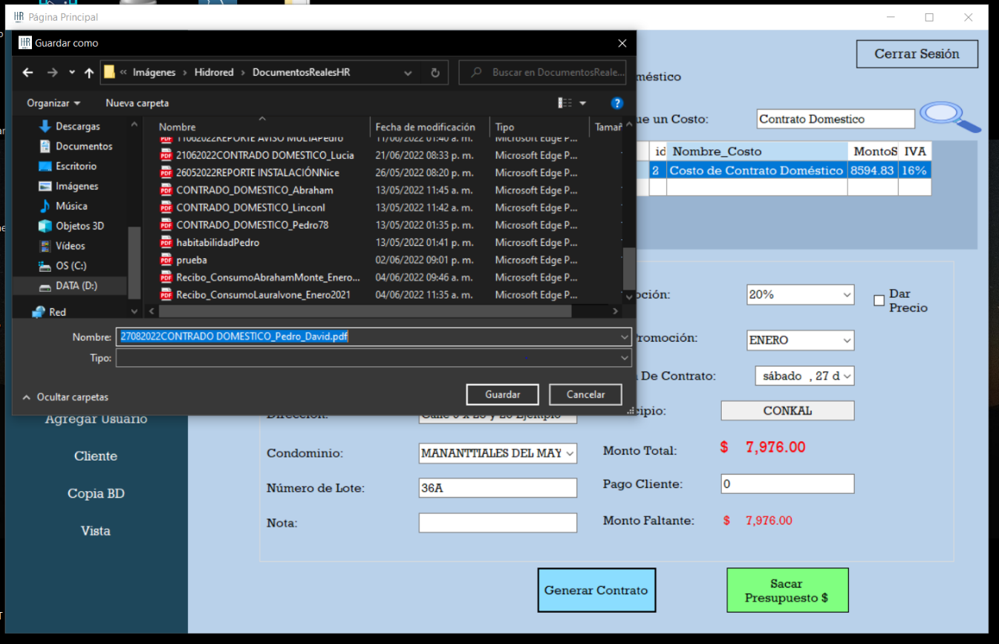 HR Página Principal
HR Guardar como
Cerrar Sesión
« Imágenes › Hidrored › DocumentosRealesHR
Buscar en DocumentosReale...
méstico
Organizar
Nueva carpeta
ue un Costo:
Contrato Domestico
Descargas
Documentos
Escritorio
Imágenes
Música
Objetos 3D
Vídeos
OS (C:)
DATA (D:)
Red
Nombre Fecha de modificación Tipo Tamañ
11062022REPORTE AVISO MULTAPedro 11/06/2022 01:40 a. m. Microsoft Edge P...
21062022CONTRADO DOMESTICO_Lucia 21/06/2022 08:33 p. m. Microsoft Edge P...
26052022REPORTE INSTALACIÓNNice 26/05/2022 08:20 p. m. Microsoft Edge P...
CONTRADO_DOMESTICO_Abraham 13/05/2022 11:45 a. m. Microsoft Edge P...
CONTRADO_DOMESTICO_Linconl 13/05/2022 11:42 a. m. Microsoft Edge P...
CONTRADO_DOMESTICO_Pedro78 13/05/2022 01:35 p. m. Microsoft Edge P...
habitabilidadPedro 13/05/2022 01:41 p. m. Microsoft Edge P...
prueba 02/06/2022 09:01 p. m. Microsoft Edge P...
Recibo_ConsumoAbrahamMonte_Enero... 04/06/2022 09:46 a. m. Microsoft Edge P...
Recibo_ConsumoLauraIvone_Enero2021 04/06/2022 11:35 a. m. Microsoft Edge P...
id Nombre_Costo MontoS IVA
2 Costo de Contrato Doméstico 8594.83 16%
Nombre: 27082022CONTRADO DOMESTICO_Pedro_David.pdf
Tipo:
Ocultar carpetas
Guardar
Cancelar
oción: 20%
Dar
Precio
Promoción: ENERO
De Contrato: sábado , 27 d
cipio: CONKAL
Agregar Usuario
Cliente
Copia BD
Vista
Dirección: Calle 6 x 23 y 25 Ejemplo
Condominio: MANANTTIALES DEL MAY
Número de Lote: 36A
Nota:
Monto Total: $ 7,976.00
Pago Cliente: 0
Monto Faltante: $ 7,976.00
Generar Contrato
Sacar
Presupuesto $